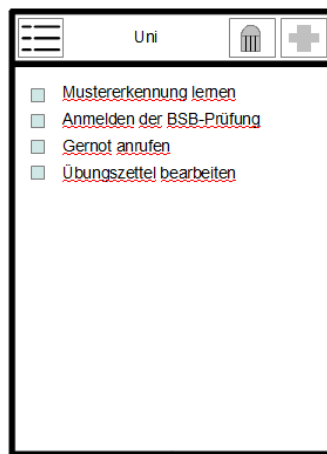 Uni
Mustererkennung lernen
Anmelden der BSB-Prüfung
Gernot anrufen
Übungszettel bearbeiten